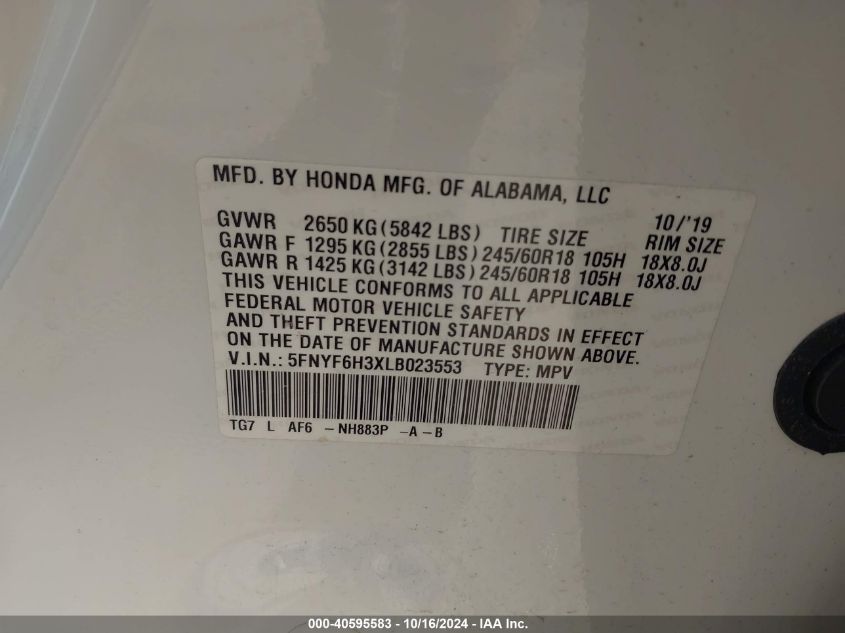 MFD. BY HONDA MFG. OF ALABAMA, LLC
10/'19
GVWR 2650 KG (5842 LBS) TIRE SIZE RIM SIZE
GAWR F 1295 KG (2855 LBS) 245/60R18 105H 18X8.0J
GAWR R 1425 KG (3142 LBS) 245/60R18 105H 18X8.0J
THIS VEHICLE CONFORMS TO ALL APPLICABLE
FEDERAL MOTOR VEHICLE SAFETY
AND THEFT PREVENTION STANDARDS IN EFFECT
ON THE DATE OF MANUFACTURE SHOWN ABOVE.
V.I.N.: 5FNYF6H3XLB023553 TYPE: MPV
TG7 L AF6 - NH883P - A - B
000-40595583 - 10/16/2024 - IAA Inc.